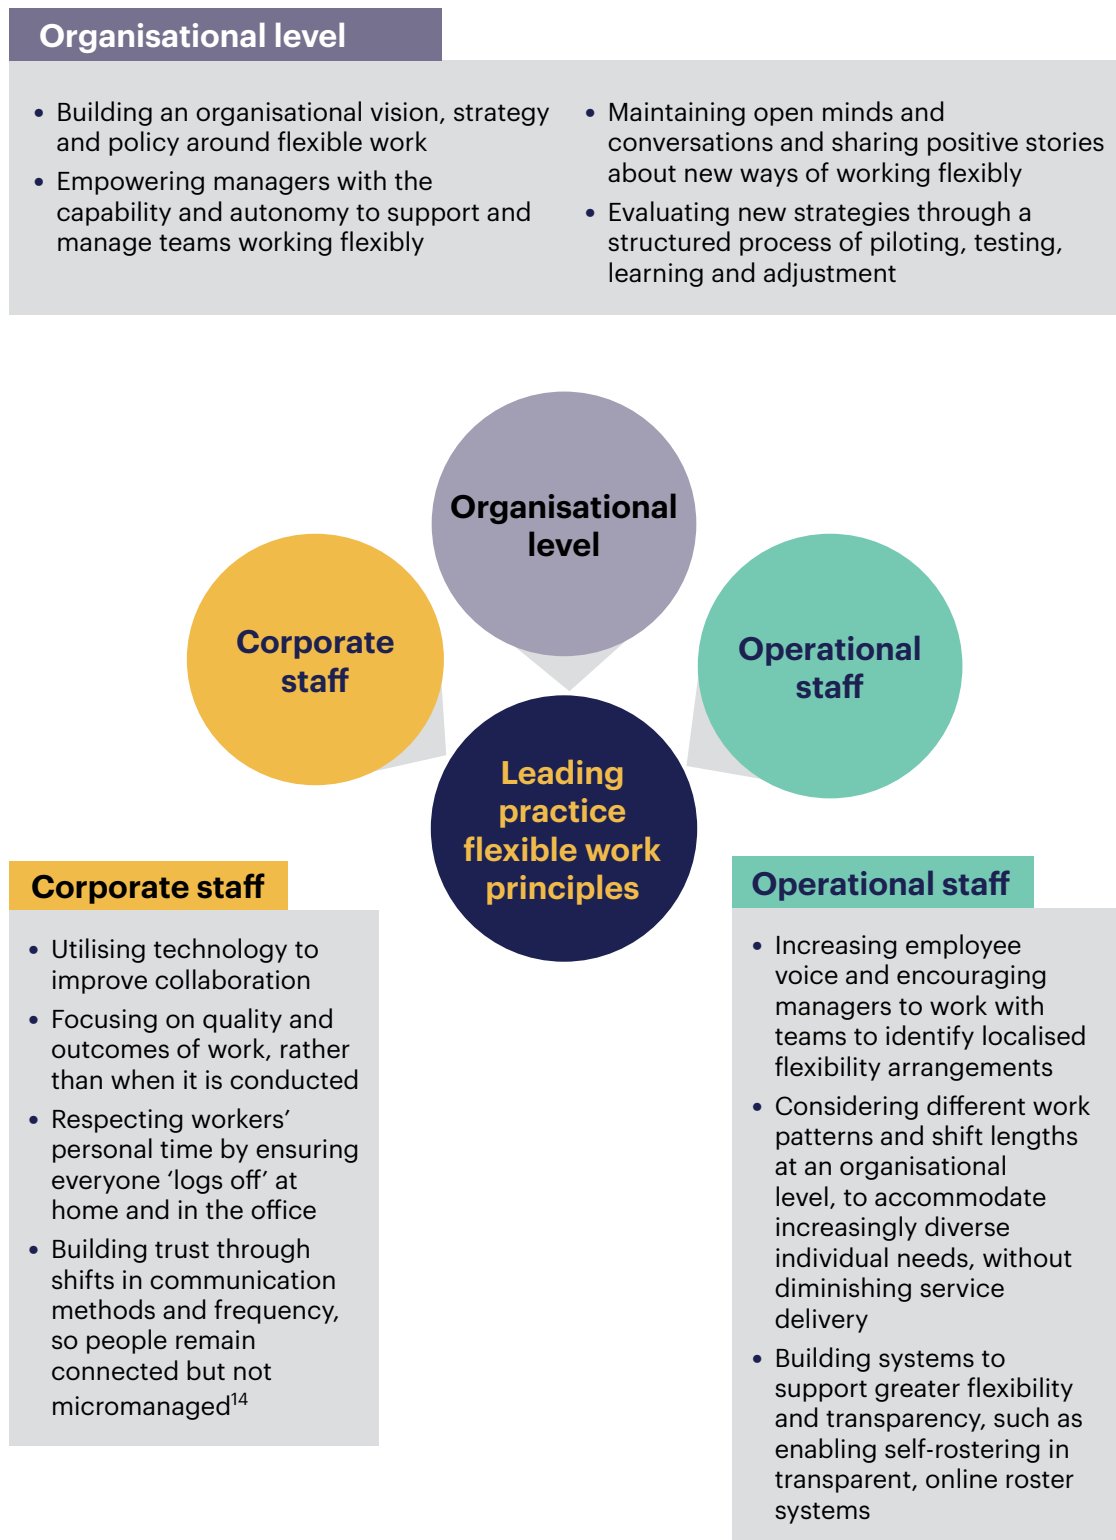 Organisational level
• Building an organisational vision, strategy
and policy around flexible work
• Empowering managers with the
capability and autonomy to support and
manage teams working flexibly
• Maintaining open minds and
conversations and sharing positive stories
about new ways of working flexibly
• Evaluating new strategies through a
structured process of piloting, testing,
learning and adjustment
Organisational
level
Corporate
staff
Operational
staff
Leading
practice
flexible work
principles
Corporate staff
• Utilising technology to
improve collaboration
• Focusing on quality and
outcomes of work, rather
than when it is conducted
• Respecting workers’
personal time by ensuring
everyone ‘logs off’ at
home and in the office
• Building trust through
shifts in communication
methods and frequency,
so people remain
connected but not
micromanaged¹⁴
Operational staff
• Increasing employee
voice and encouraging
managers to work with
teams to identify localised
flexibility arrangements
• Considering different work
patterns and shift lengths
at an organisational
level, to accommodate
increasingly diverse
individual needs, without
diminishing service
delivery
• Building systems to
support greater flexibility
and transparency, such as
enabling self-rostering in
transparent, online roster
systems